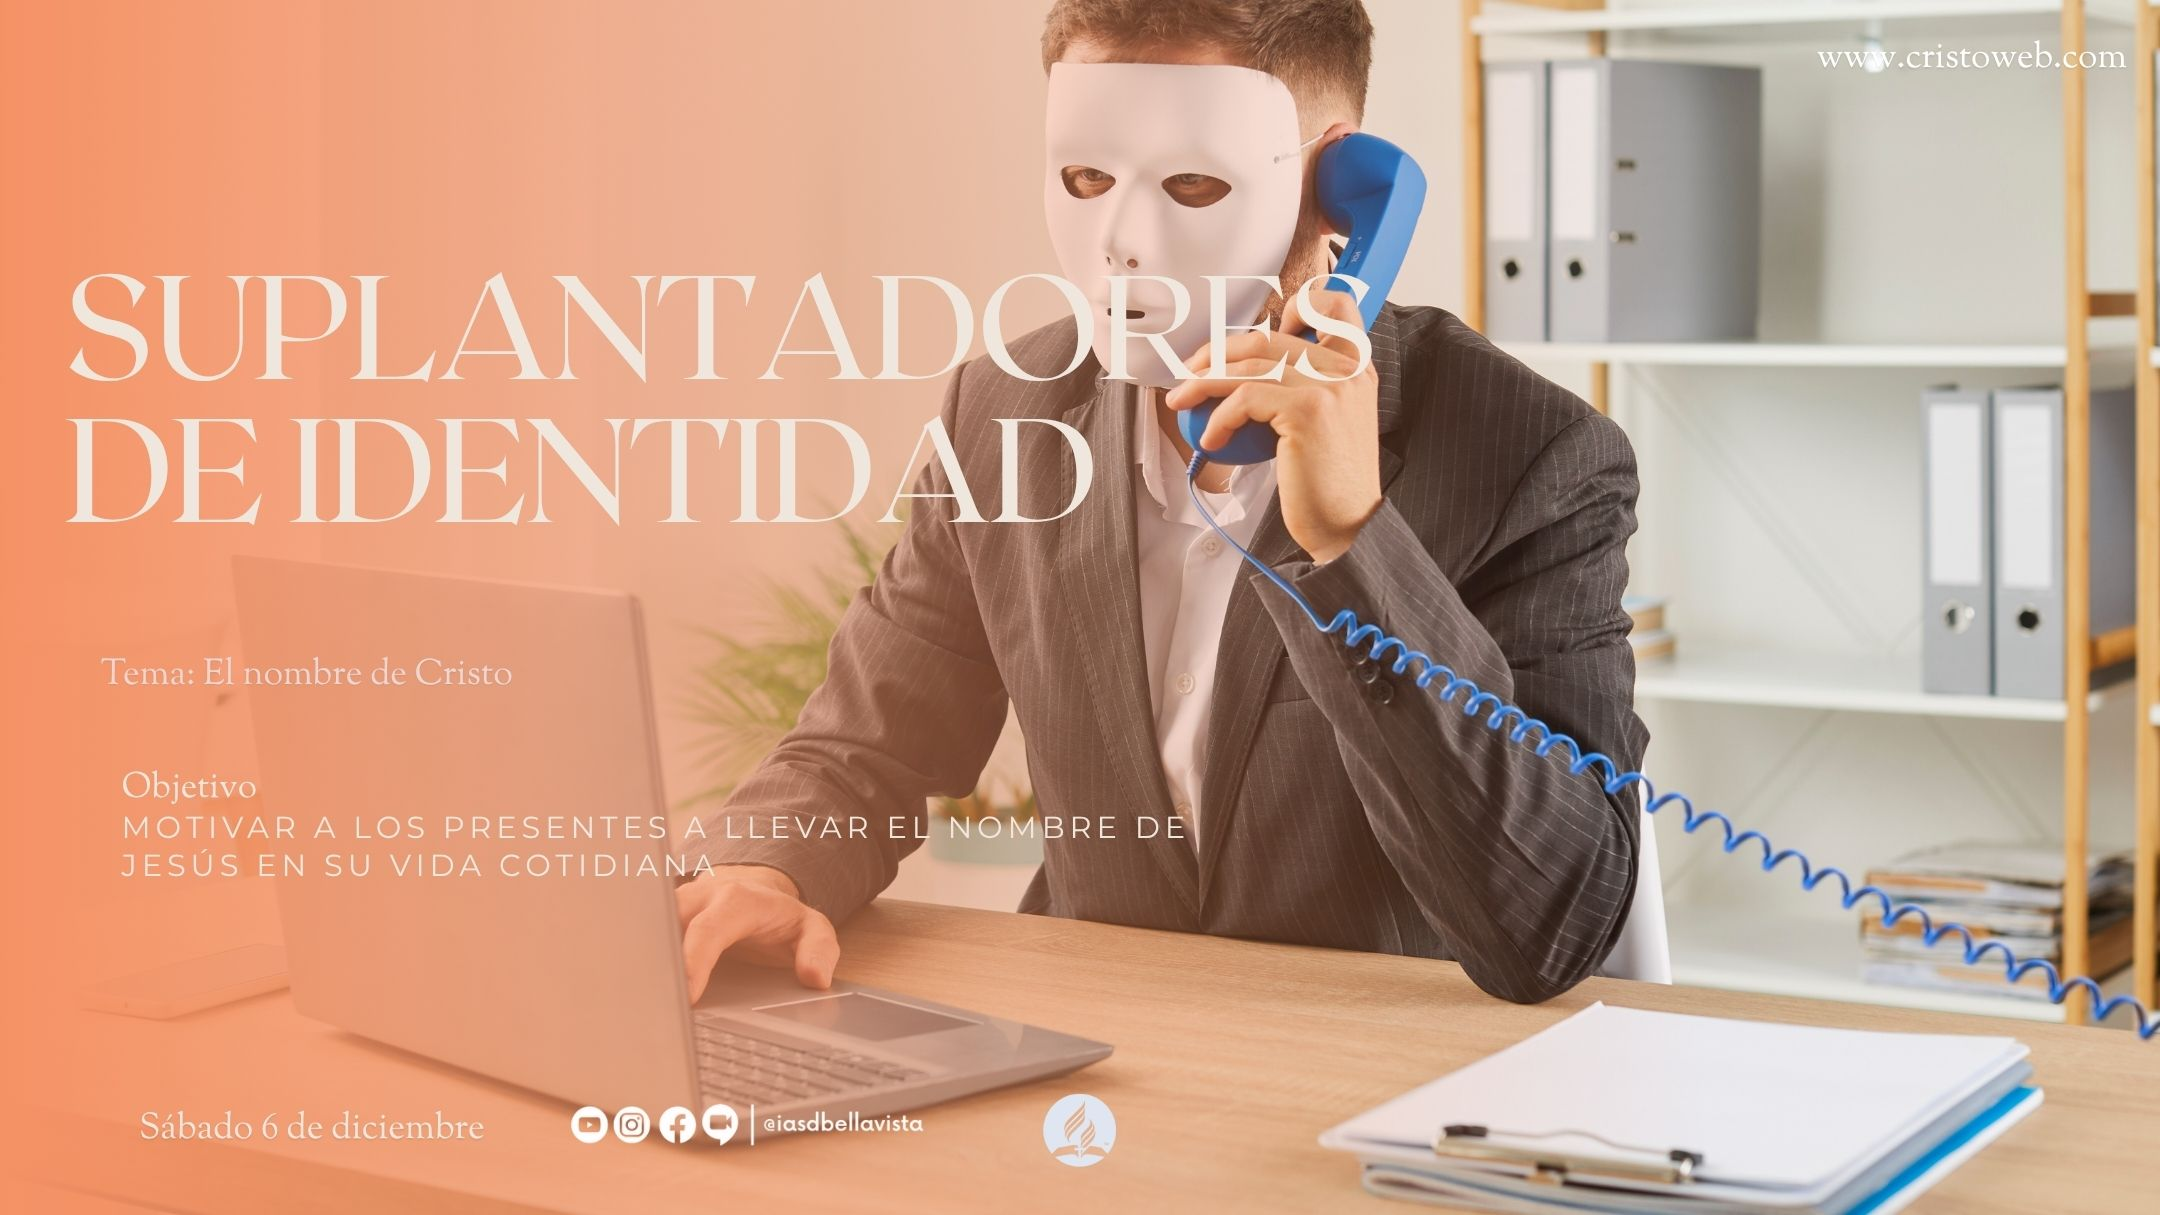 www.cristoweb.com
SUPLANTADORES
DE IDENTIDAD
Tema: El nombre de Cristo
Objetivo
MOTIVAR A LOS PRESENTES A LLEVAR EL NOMBRE DE
JESÚS EN SU VIDA COTIDIANA
Sábado 6 de diciembre
@iasdbellavista